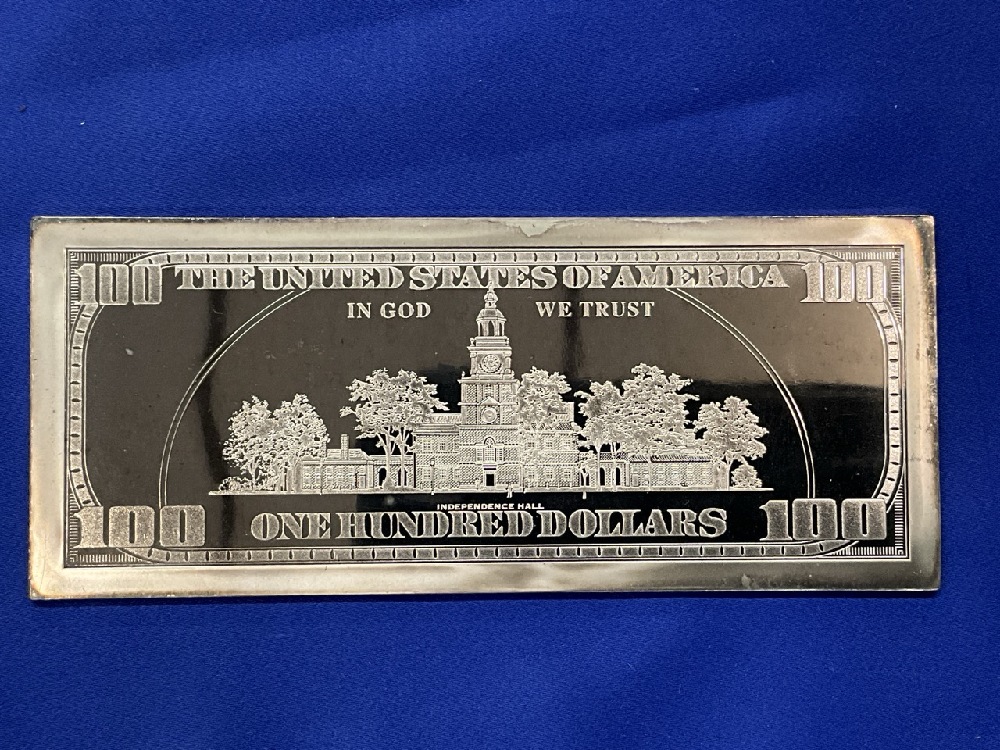 100 THE UNITED STATES OF AMERICA 100
IN GOD WE TRUST
INDEPENDENCE HALL
100 ONE HUNDRED DOLLARS 100